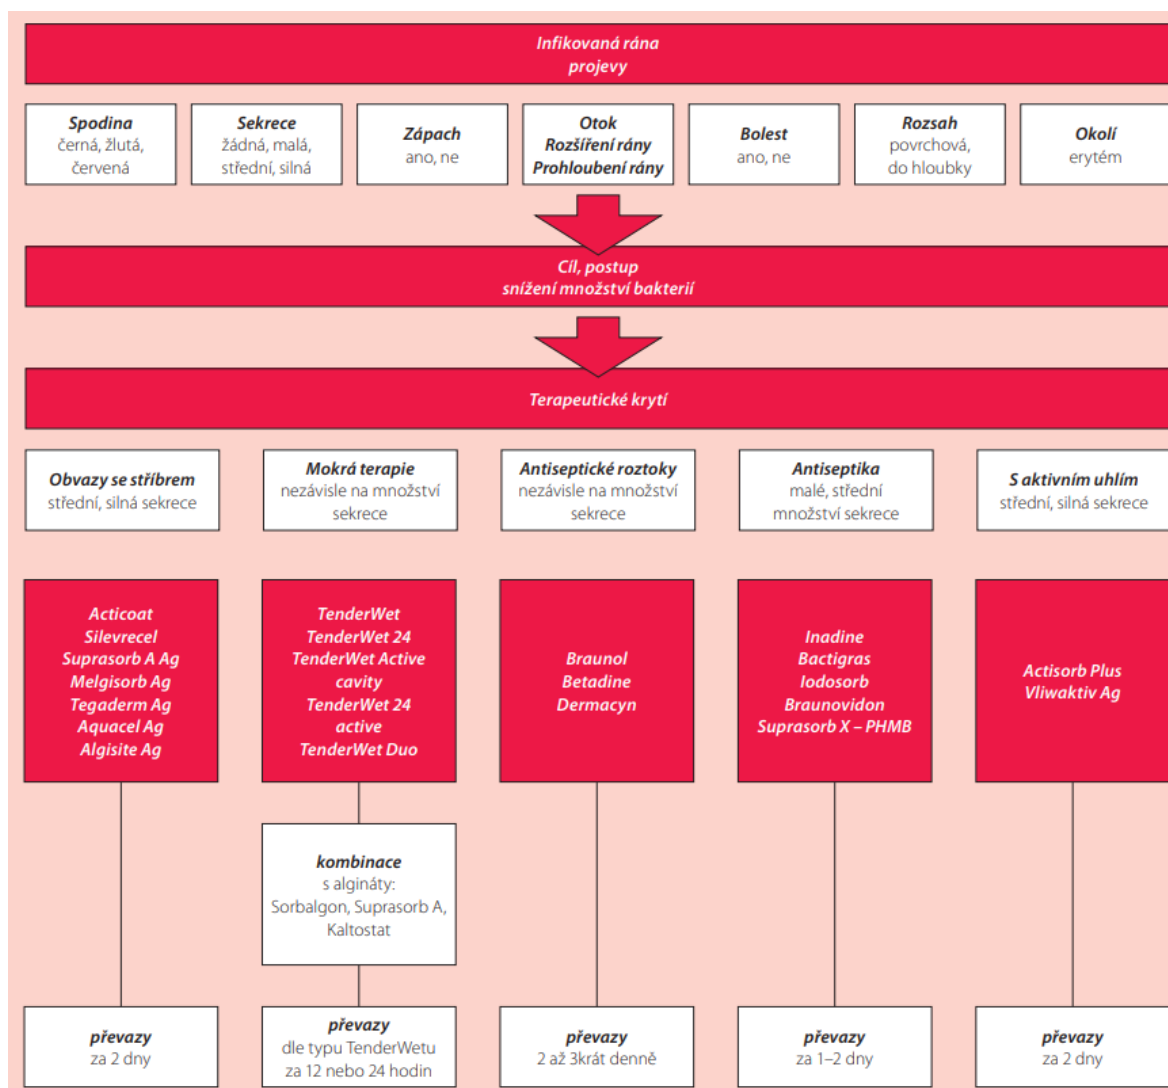 Infikovaná rána
projevy
Spodina
černá, žlutá,
červená
Sekrece
žádná, malá,
střední, silná
Zápach
ano, ne
Otok
Rozšíření rány
Prohloubení rány
Bolest
ano, ne
Rozsah
povrchová,
do hloubky
Okolí
erytém
Cíl, postup
snížení množství bakterií
Terapeutické krytí
Obvazy se stříbrem
střední, silná sekrece
Mokrá terapie
nezávisle na množství
sekrece
Antiseptické roztoky
nezávisle na množství
sekrece
Antiseptika
malé, střední
množství sekrece
S aktivním uhlím
střední, silná sekrece
Acticoat
Silevrecel
Suprasorb A Ag
Melgisorb Ag
Tegaderm Ag
Aquacel Ag
Algisite Ag
TenderWet
TenderWet 24
TenderWet Active
cavity
TenderWet 24
active
TenderWet Duo
Braunol
Betadine
Dermacyn
Inadine
Bactigras
Iodosorb
Braunovidon
Suprasorb X – PHMB
Actisorb Plus
Vliwaktiv Ag
kombinace
s algináty:
Sorbalgon, Suprasorb A,
Kaltostat
převazy
za 2 dny
převazy
dle typu TenderWetu
za 12 nebo 24 hodin
převazy
2 až 3krát denně
převazy
za 1–2 dny
převazy
za 2 dny